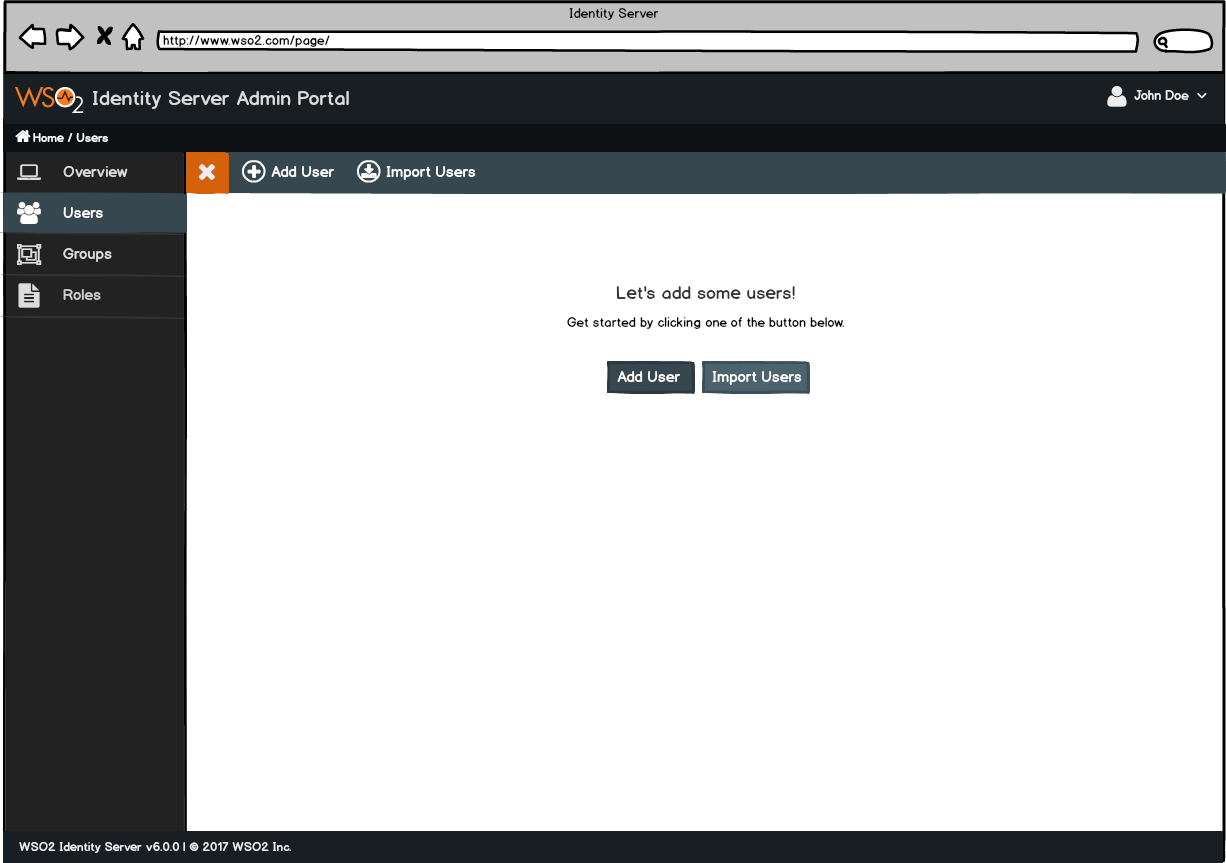 Identity Server
http://www.wso2.com/page/
WSO2 Identity Server Admin Portal
John Doe
Home / Users
Overview
Add User
Import Users
Users
Groups
Roles
Let's add some users!
Get started by clicking one of the button below.
Add User
Import Users
WSO2 Identity Server v6.0.0 | © 2017 WSO2 Inc.